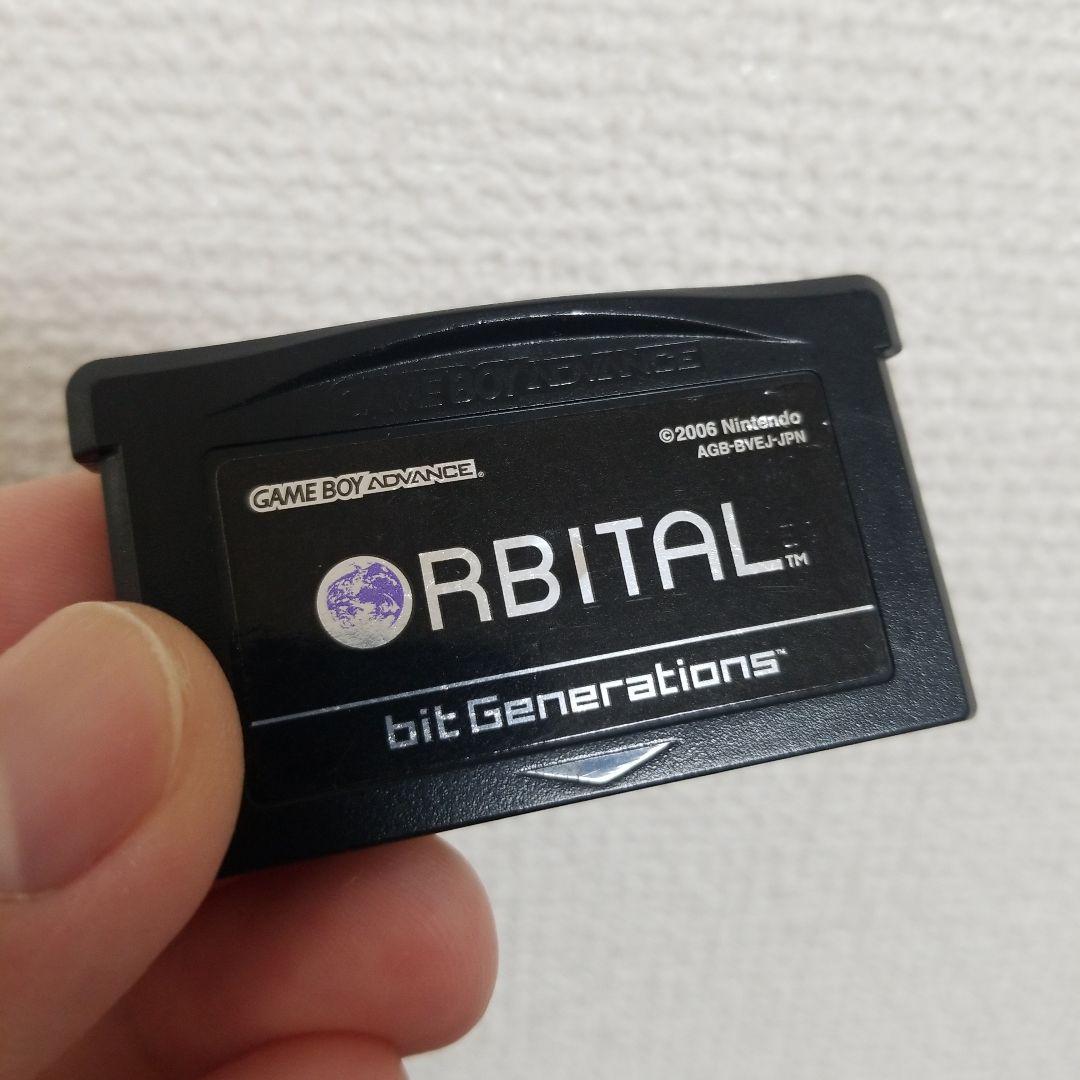 GAME BOY ADVANCE
©2006 Nintendo
AGB-BVEJ-JPN
GAME BOY ADVANCE®
ORBITAL™
bit Generations™